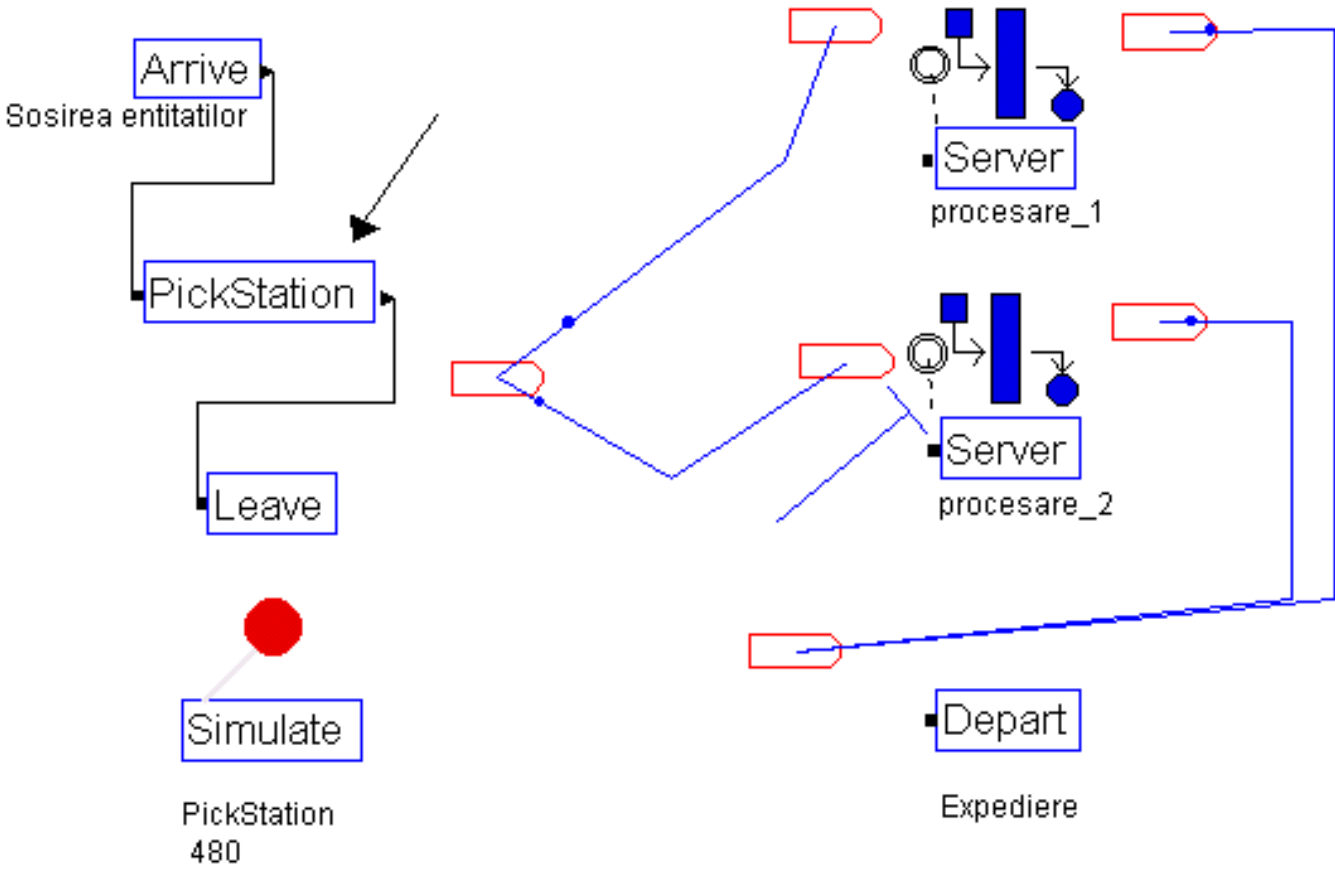 Arrive
Sosirea entitatilor
PickStation
Leave
Simulate
PickStation
480
Server
procesare_1
Server
procesare_2
Depart
Expediere